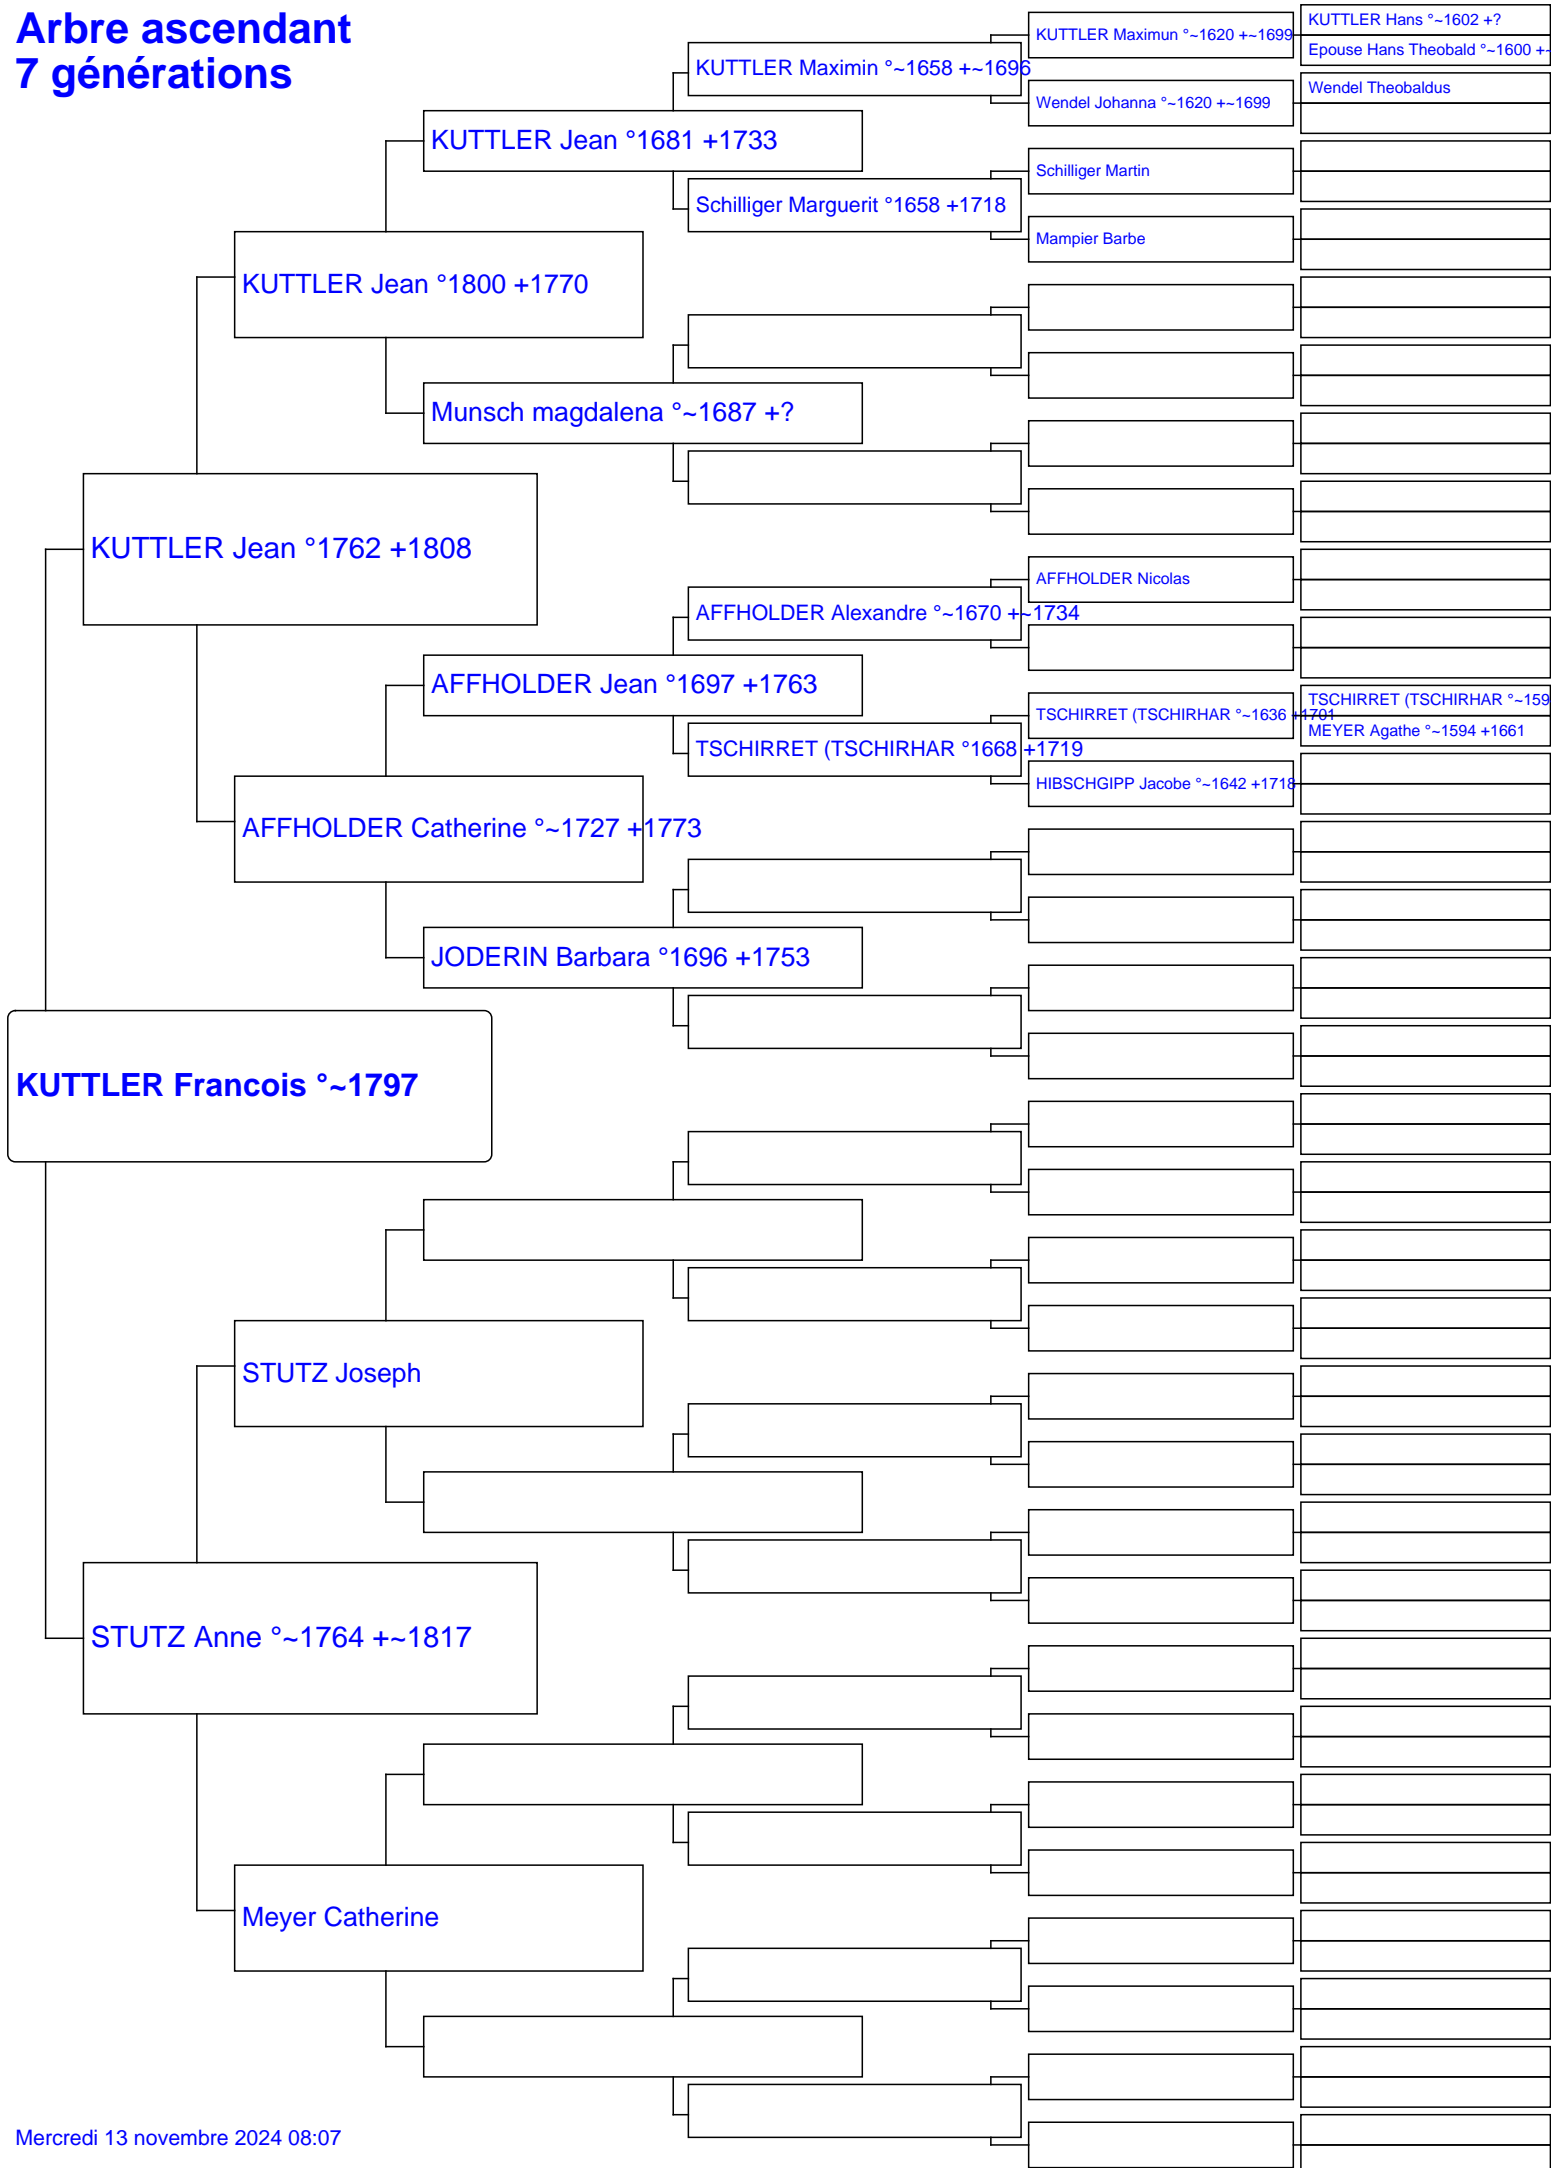 Arbre ascendant
7 générations
KUTTLER Maximun °~1620 +~1699
KUTTLER Hans °~1602 +?
Epouse Hans Theobald °~1600 +~
KUTTLER Maximin °~1658 +~1696
Wendel Johanna °~1620 +~1699
Wendel Theobaldus
KUTTLER Jean °1681 +1733
Schilliger Martin
Schilliger Marguerit °1658 +1718
Mampier Barbe
KUTTLER Jean °1800 +1770
Munsch magdalena °~1687 +?
KUTTLER Jean °1762 +1808
AFFHOLDER Nicolas
AFFHOLDER Alexandre °~1670 +~1734
AFFHOLDER Jean °1697 +1763
TSCHIRRET (TSCHIRHAR °~1636 +1701
TSCHIRRET (TSCHIRHAR °~159
MEYER Agathe °~1594 +1661
TSCHIRRET (TSCHIRHAR °1668 +1719
HIBSCHGIPP Jacobe °~1642 +1718
AFFHOLDER Catherine °~1727 +1773
JODERIN Barbara °1696 +1753
KUTTLER Francois °~1797
STUTZ Joseph
STUTZ Anne °~1764 +~1817
Meyer Catherine
Mercredi 13 novembre 2024 08:07